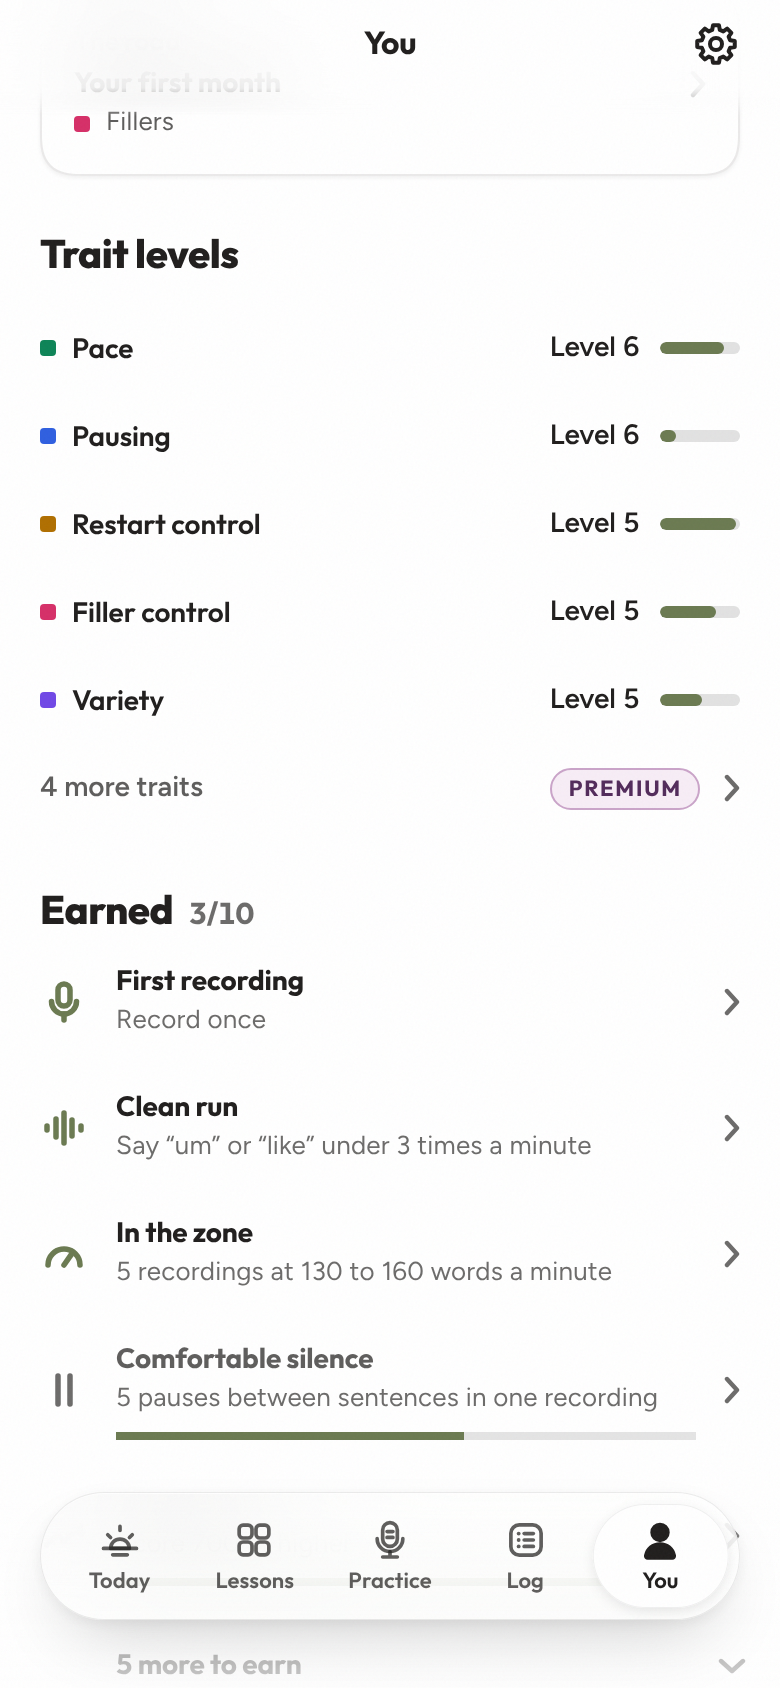 You
Your first month
Fillers
Trait levels
Pace
Level 6
Pausing
Level 6
Restart control
Level 5
Filler control
Level 5
Variety
Level 5
4 more traits
PREMIUM
Earned 3/10
First recording
Record once
Clean run
Say “um” or “like” under 3 times a minute
In the zone
5 recordings at 130 to 160 words a minute
Comfortable silence
5 pauses between sentences in one recording
Today
Lessons
Practice
Log
You
5 more to earn